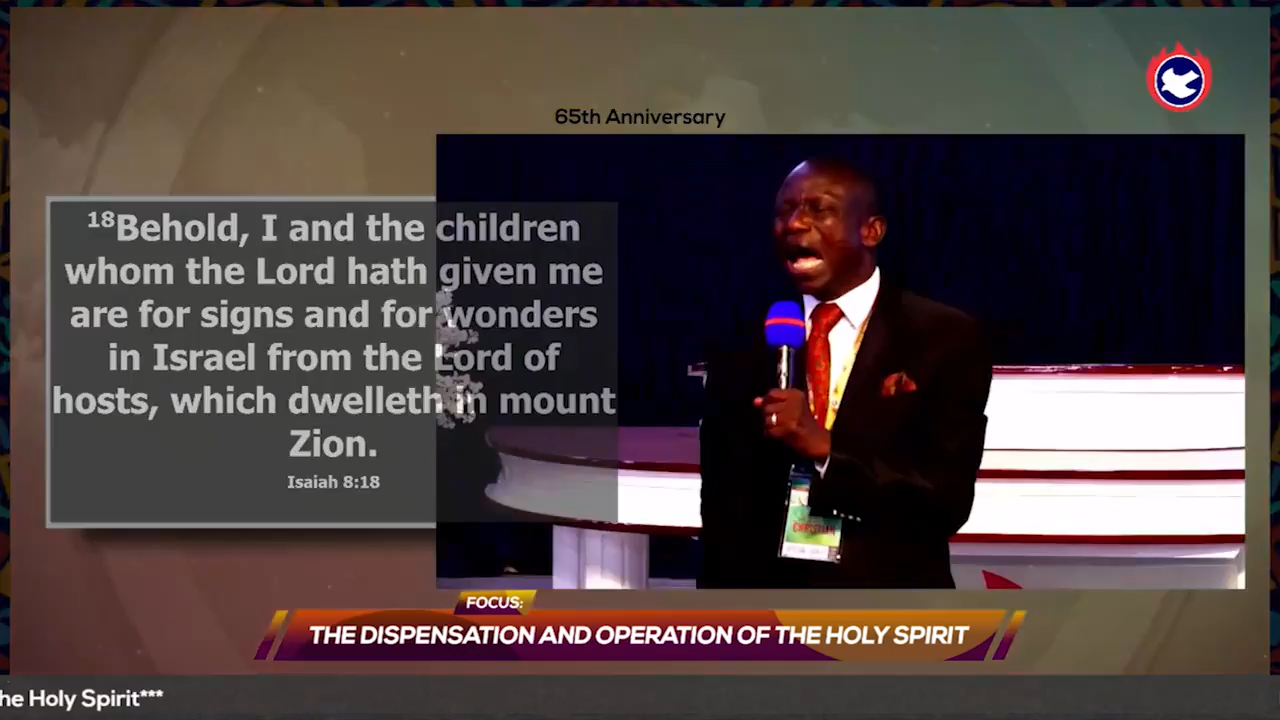 65th Anniversary
18Behold, I and the children
whom the Lord hath given me
are for signs and for wonders
in Israel from the Lord of
hosts, which dwelleth in mount
Zion.
Isaiah 8:18
CHRISTIAN
FOCUS:
THE DISPENSATION AND OPERATION OF THE HOLY SPIRIT
he Holy Spirit***